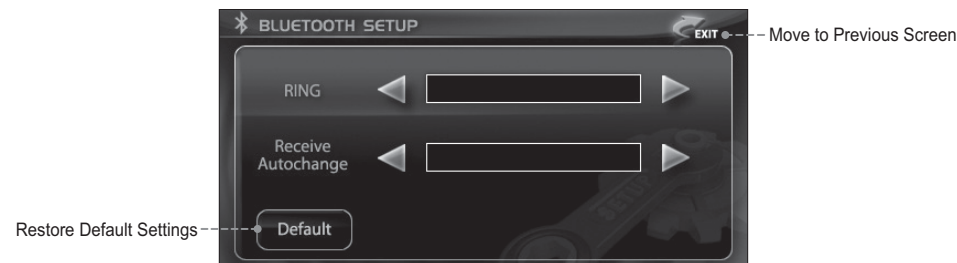 BLUETOOTH SETUP
EXIT
Move to Previous Screen
RING
Receive
Autochange
SETUP
Restore Default Settings
Default